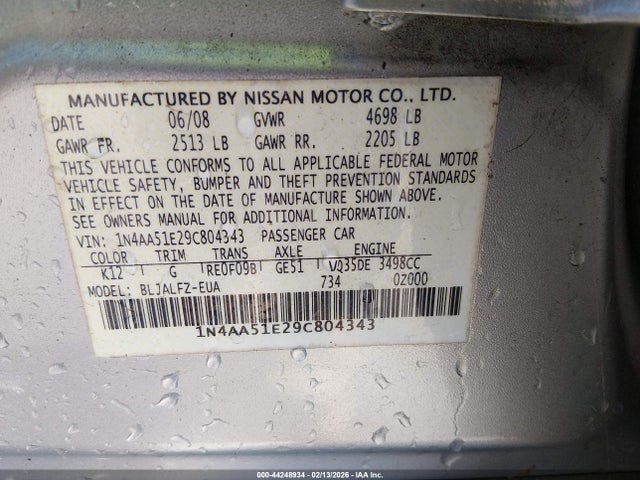 MANUFACTURED BY NISSAN MOTOR CO., LTD.
DATE 06/08 GVWR 4698 LB
GAWR FR. 2513 LB GAWR RR. 2205 LB
THIS VEHICLE CONFORMS TO ALL APPLICABLE FEDERAL MOTOR
VEHICLE SAFETY, BUMPER AND THEFT PREVENTION STANDARDS
IN EFFECT ON THE DATE OF MANUFACTURE SHOWN ABOVE.
SEE OWNERS MANUAL FOR ADDITIONAL INFORMATION.
VIN: 1N4AA51E29C804343 PASSENGER CAR
COLOR TRIM TRANS AXLE ENGINE
K12 G RE0F09B GE51 VQ35DE 3498CC
MODEL: BLJALFZ-EUA 734 0Z000
1N4AA51E29C804343
000-44248934 - 02/13/2026 - IAA Inc.